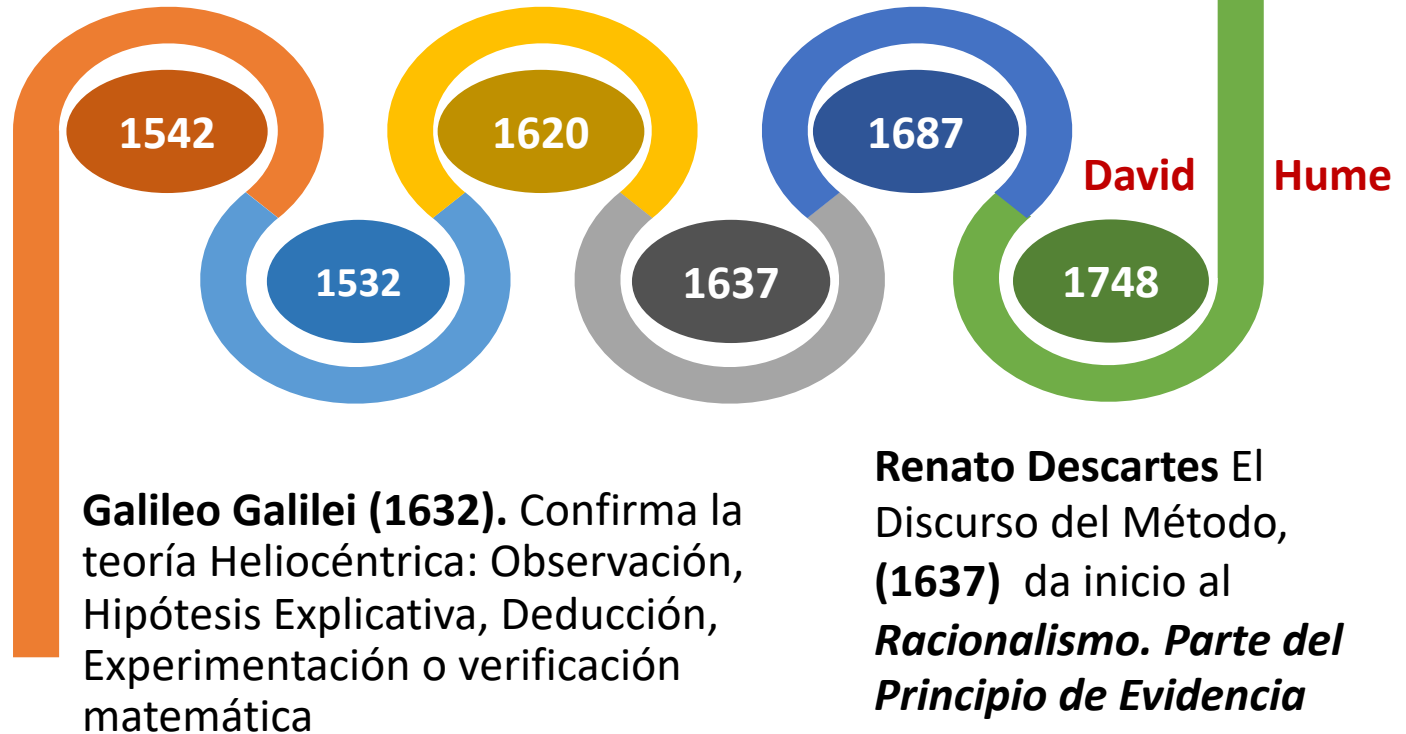 1542
1620
1687
David Hume
1532
1637
1748
Galileo Galilei (1632). Confirma la
teoría Heliocéntrica: Observación,
Hipótesis Explicativa, Deducción,
Experimentación o verificación
matemática
Renato Descartes El
Discurso del Método,
(1637) da inicio al
Racionalismo. Parte del
Principio de Evidencia